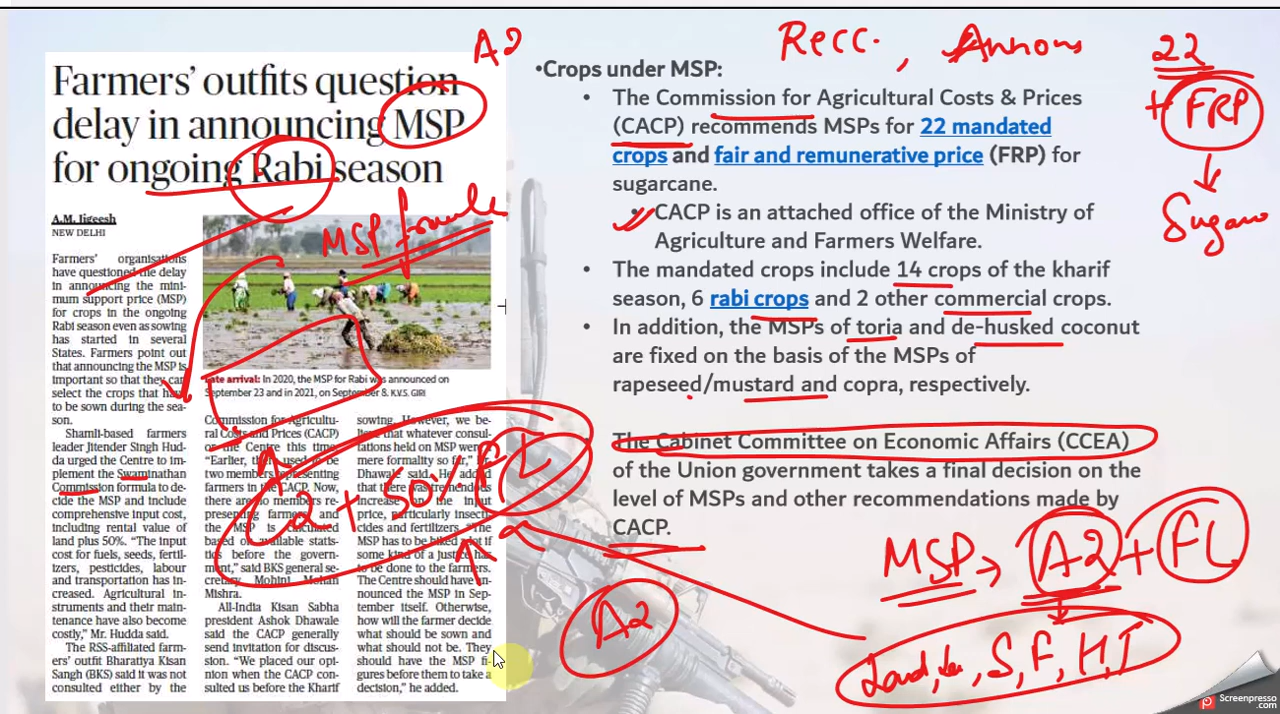 Farmers' outfits question
delay in announcing MSP
for ongoing Rabi season
A.M. Jigeesh
NEW DELHI
Farmers' organisations
have questioned the delay
in announcing the mini-
mum support price (MSP)
for crops in the ongoing
Rabi season even as sowing
has started in several
States. Farmers point out
that announcing the MSP is
important so that they can
select the crops that have
to be sown during the sea-
son.
Shamli-based farmers
leader Jitender Singh Hud-
da urged the Centre to im-
plement the Swaminathan
Commission formula to de-
cide the MSP and include
comprehensive input cost,
including rental value of
land plus 50%. "The input
cost for fuels, seeds, fertil-
izers, pesticides, labour
and transportation has in-
creased. Agricultural in-
struments and their main-
tenance have also become
costly," Mr. Hudda said.
The RSS-affiliated farm-
ers' outfit Bharatiya Kisan
Sangh (BKS) said it was not
consulted either by the
Late arrival: In 2020, the MSP for Rabi was announced on
September 23 and in 2021, on September 8. K.V.S. GIRI
Commission for Agricultu-
ral Costs and Prices (CACP)
or the Centre this time.
"Earlier, there used to be
two members representing
farmers in the CACP. Now,
there are no members re-
presenting farmers and
the MSP is calculated
based on available statis-
tics before the govern-
ment," said BKS general se-
cretary Mohini Mohan
Mishra.
All-India Kisan Sabha
president Ashok Dhawale
said the CACP generally
send invitation for discus-
sion. "We placed our opi-
nion when the CACP con-
sulted us before the Kharif
sowing. However, we be-
lieve that whatever consul-
tations held on MSP were
mere formality so far," Dr.
Dhawale said. He added
that there was tremendous
increase in the input
price, particularly insecti-
cides and fertilizers. "The
MSP has to be hiked a lot if
some kind of a justice has
to be done to the farmers.
The Centre should have an-
nounced the MSP in Sep-
tember itself. Otherwise,
how will the farmer decide
what should be sown and
what should not be. They
should have the MSP fi-
gures before them to take a
decision," he added.
A2
MSP formula
C2 + 50% FL
A2
Recc. , Announ
22
+ FRP
Sugarc
•Crops under MSP:
• The Commission for Agricultural Costs & Prices
(CACP) recommends MSPs for 22 mandated
crops and fair and remunerative price (FRP) for
sugarcane.
• CACP is an attached office of the Ministry of
Agriculture and Farmers Welfare.
• The mandated crops include 14 crops of the kharif
season, 6 rabi crops and 2 other commercial crops.
• In addition, the MSPs of toria and de-husked coconut
are fixed on the basis of the MSPs of
rapeseed/mustard and copra, respectively.
The Cabinet Committee on Economic Affairs (CCEA)
of the Union government takes a final decision on the
level of MSPs and other recommendations made by
CACP.
MSP → A2 + FL
Land, S, F, H, I
Screenpresso
.com